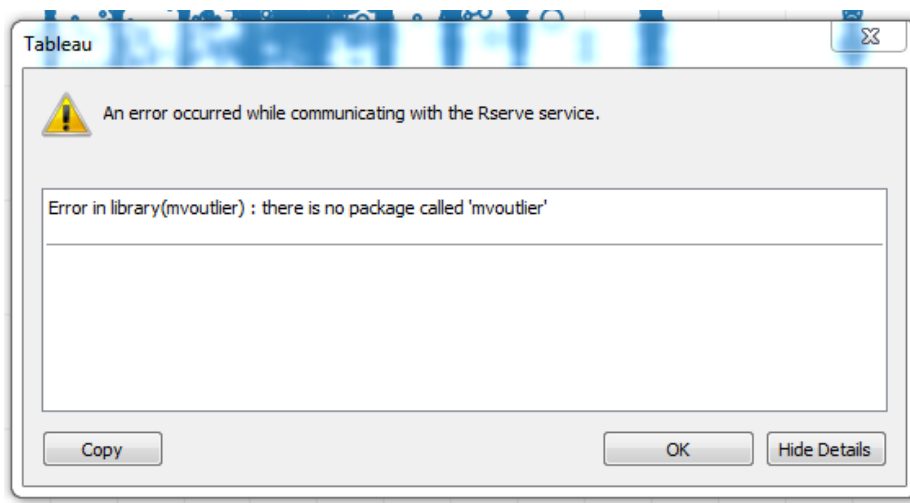 Tableau
An error occurred while communicating with the Rserve service.
Error in library(mvoutlier) : there is no package called 'mvoutlier'
Copy
OK
Hide Details